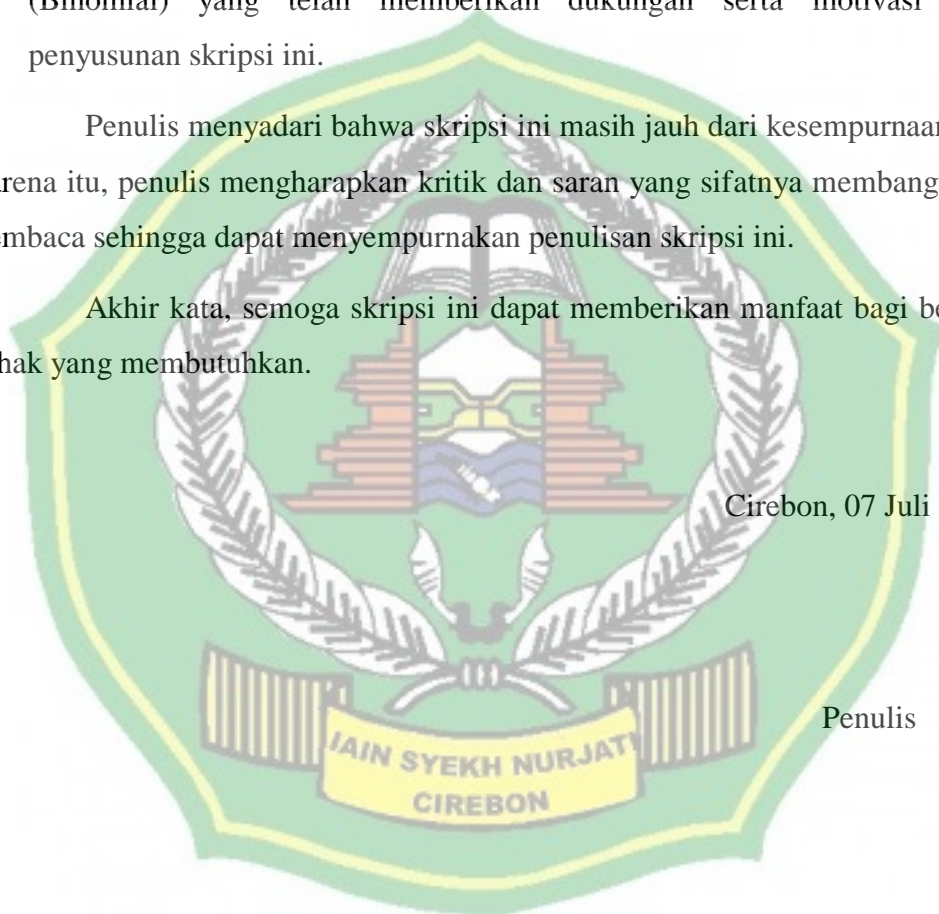 (Binomial) yang telah memberikan dukungan serta motivasi
penyusunan skripsi ini.
Penulis menyadari bahwa skripsi ini masih jauh dari kesempurnaan
arena itu, penulis mengharapkan kritik dan saran yang sifatnya membang
embaca sehingga dapat menyempurnakan penulisan skripsi ini.
Akhir kata, semoga skripsi ini dapat memberikan manfaat bagi be
hak yang membutuhkan.
Cirebon, 07 Juli
Penulis
IAIN SYEKH NURJATI
CIREBON